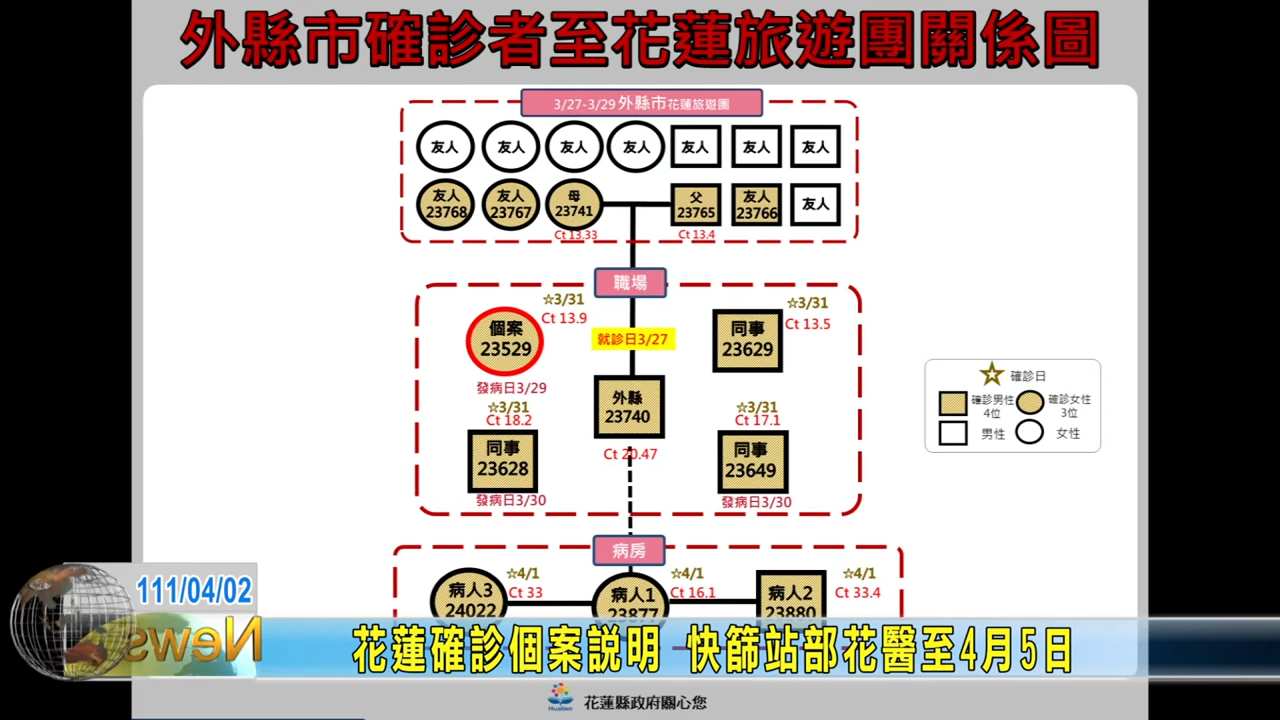 外縣市確診者至花蓮旅遊團關係圖
3/27-3/29外縣市花蓮旅遊團
友人 友人 友人 友人 友人 友人 友人
友人 友人 母 父 友人 友人
23768 23767 23741 23765 23766
Ct 13.33 Ct 13.4
職場
☆3/31 ☆3/31
Ct 13.9 Ct 13.5
個案 同事
23529 就診日3/27 23629
發病日3/29
外縣
23740
☆3/31 ☆3/31
Ct 18.2 Ct 17.1
同事 同事
23628 Ct 20.47 23649
發病日3/30 發病日3/30
確診日
確診男性 確診女性
4位 3位
男性 女性
病房
☆4/1 ☆4/1 ☆4/1
病人3 Ct 33 病人1 Ct 16.1 病人2 Ct 33.4
24022 23877 23880
111/04/02
News
花蓮確診個案說明 快篩站部花醫至4月5日
Hualien 花蓮縣政府關心您